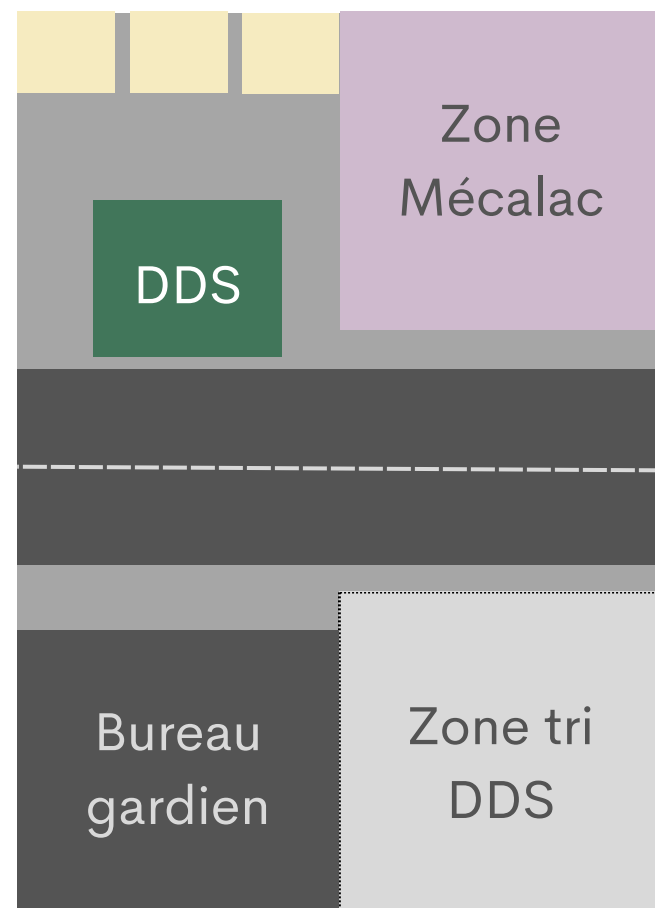 Zone
Mécalac
DDS
Bureau
gardien
Zone tri
DDS